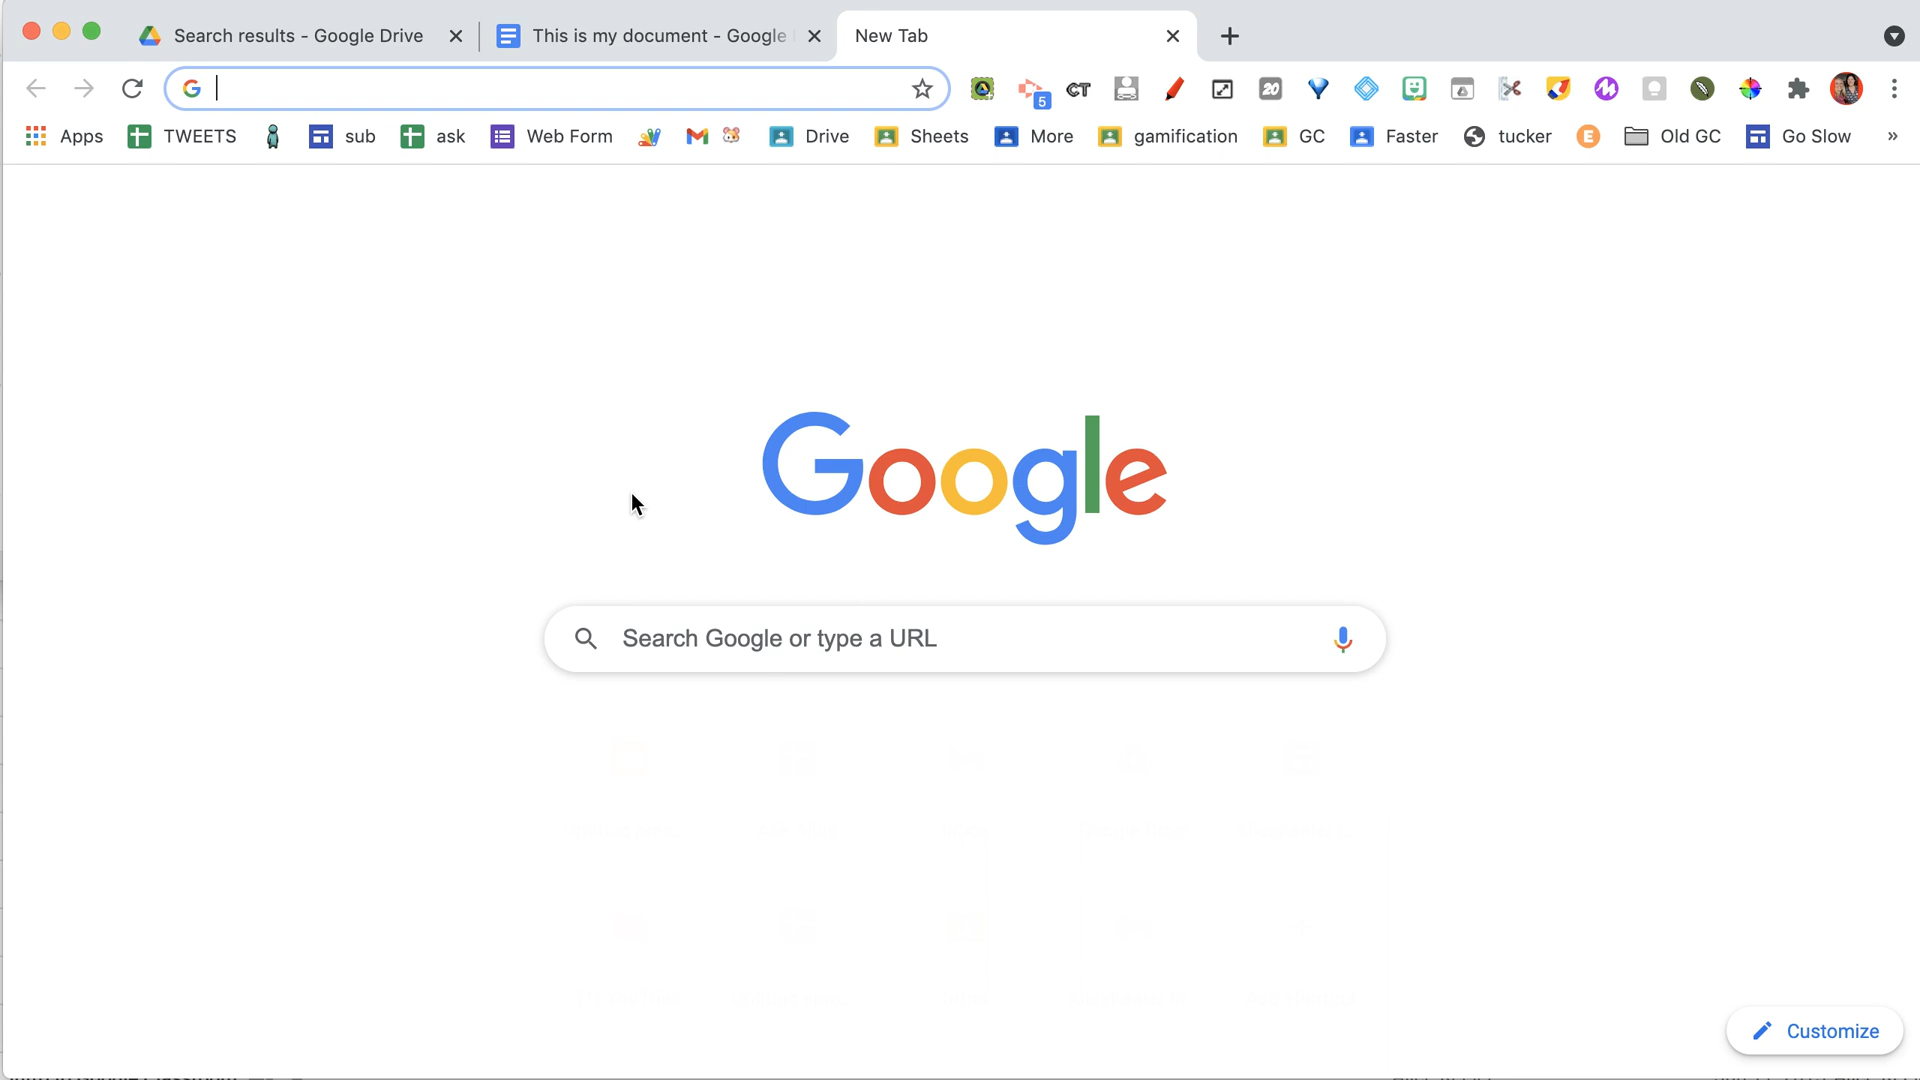 Search results - Google Drive
This is my document - Google
New Tab
5
CT
20
Apps
TWEETS
sub
ask
Web Form
Drive
Sheets
More
gamification
GC
Faster
tucker
E
Old GC
Go Slow
»
Google
Search Google or type a URL
Customize